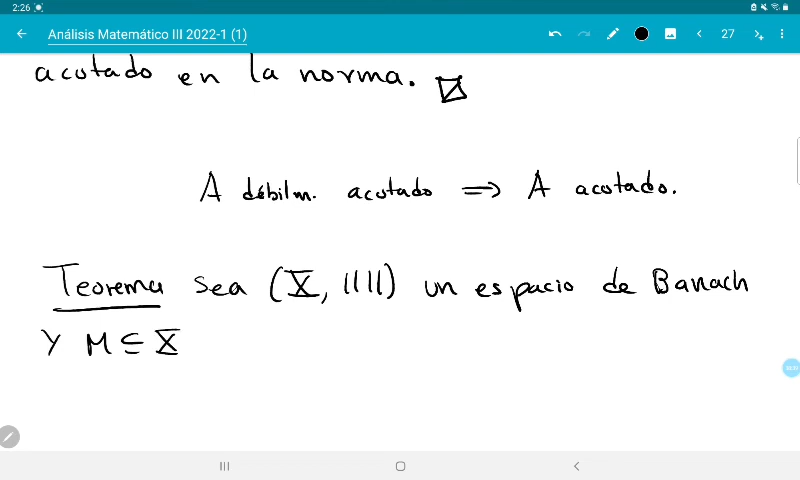 2:26
Análisis Matemático III 2022-1 (1)
27
acotado en la norma.
A débilm. acotado ⟹ A acotado.
Teorema sea (X, ||||) un espacio de Banach
y M ⊆ X